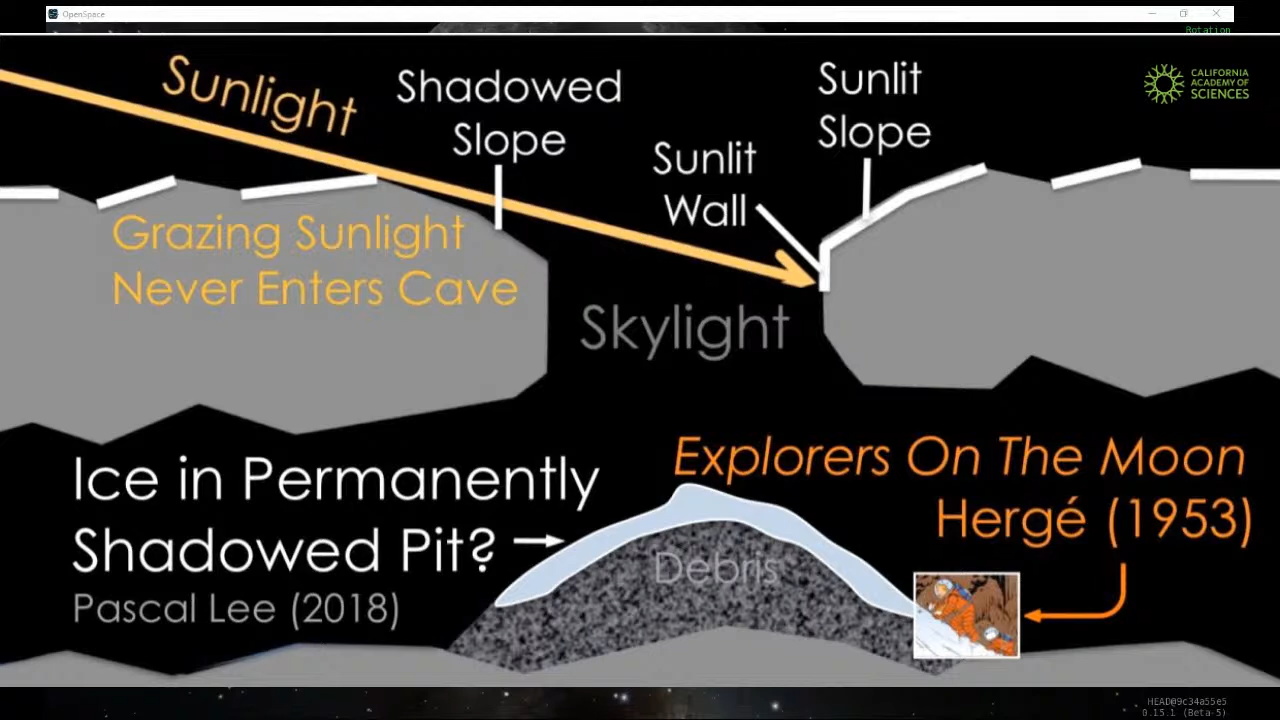 OpenSpace
Rotation
Sunlight
Shadowed
Slope
Sunlit
Slope
Sunlit
Wall
CALIFORNIA
ACADEMY OF
SCIENCES
Grazing Sunlight
Never Enters Cave
Skylight
Explorers On The Moon
Hergé (1953)
Ice in Permanently
Shadowed Pit?
Pascal Lee (2018)
Debris
HEAD@9c34a55e5
0.15.1 (Beta-5)